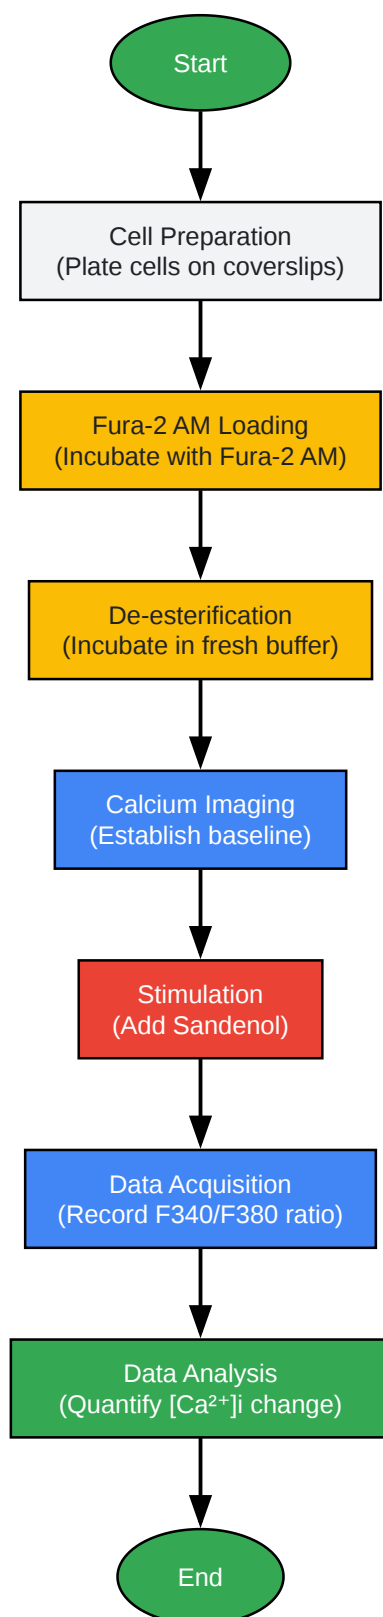 Start
Cell Preparation
(Plate cells on coverslips)
Fura-2 AM Loading
(Incubate with Fura-2 AM)
De-esterification
(Incubate in fresh buffer)
Calcium Imaging
(Establish baseline)
Stimulation
(Add Sandenol)
Data Acquisition
(Record F340/F380 ratio)
Data Analysis
(Quantify [Ca²⁺]i change)
End